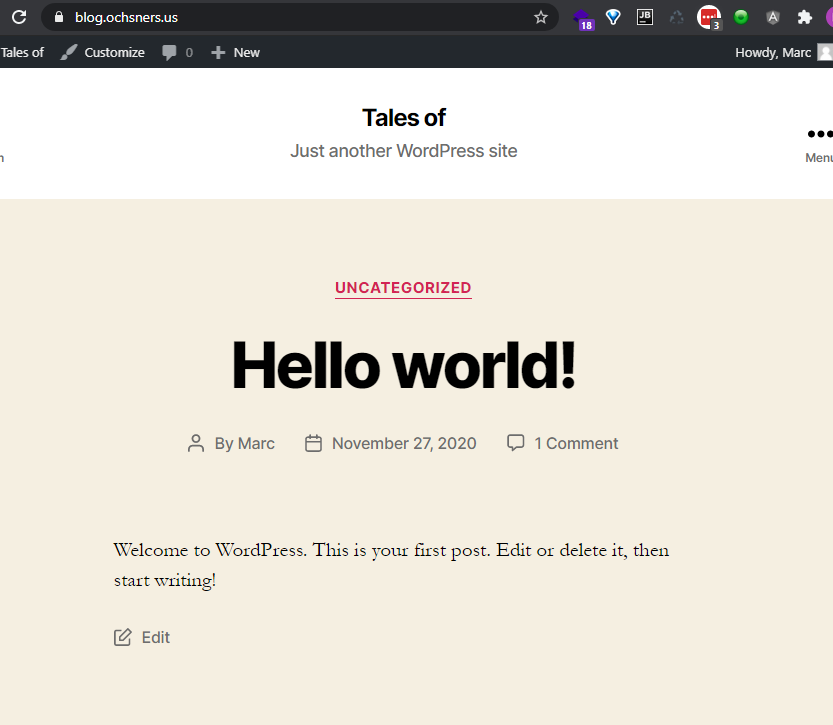 blog.ochsners.us
18
JB
3
A
Tales of
Customize
0
New
Howdy, Marc
Tales of
Just another WordPress site
Menu
UNCATEGORIZED
Hello world!
By Marc
November 27, 2020
1 Comment
Welcome to WordPress. This is your first post. Edit or delete it, then
start writing!
Edit